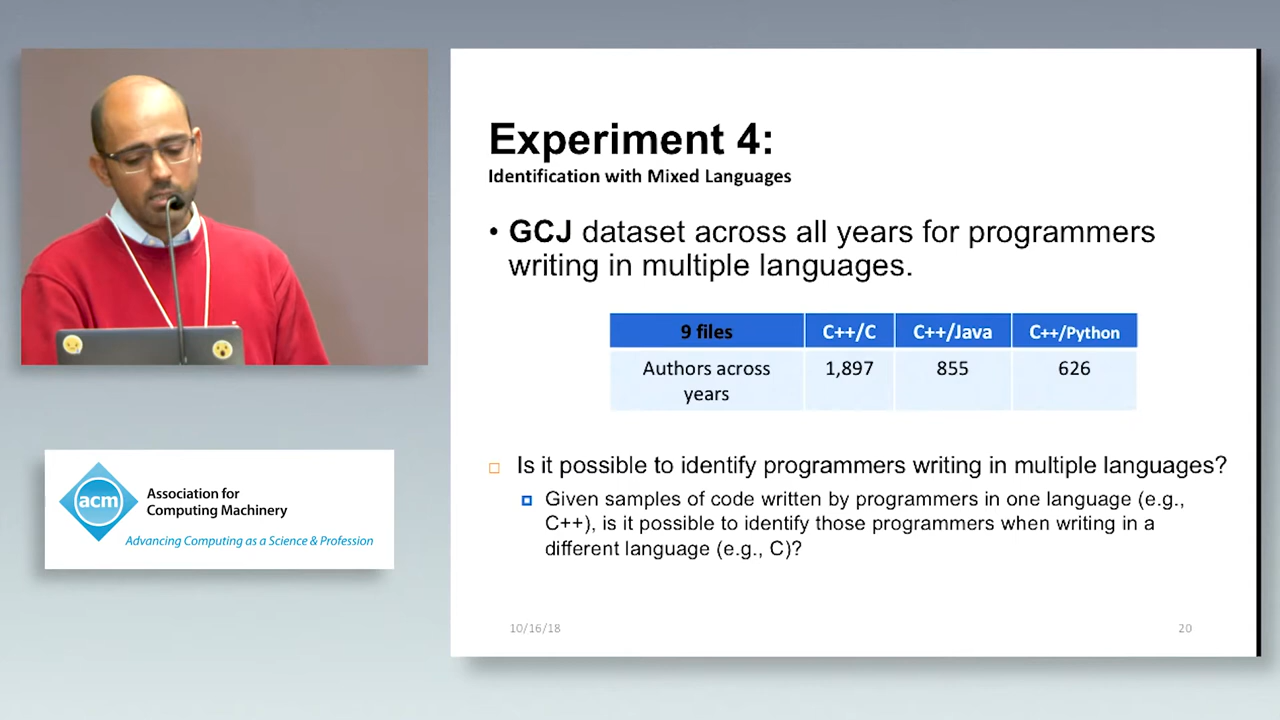 Experiment 4:
Identification with Mixed Languages
• GCJ dataset across all years for programmers
writing in multiple languages.
9 files C++/C C++/Java C++/Python
Authors across 1,897 855 626
years
Is it possible to identify programmers writing in multiple languages?
Given samples of code written by programmers in one language (e.g.,
C++), is it possible to identify those programmers when writing in a
different language (e.g., C)?
10/16/18 20
acm
Association for
Computing Machinery
Advancing Computing as a Science & Profession